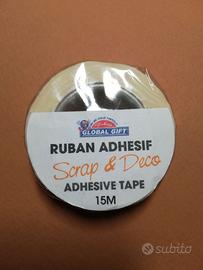 GLOBAL GIFT
RUBAN ADHESIF
Scrap & Deco
ADHESIVE TAPE
15M
subito